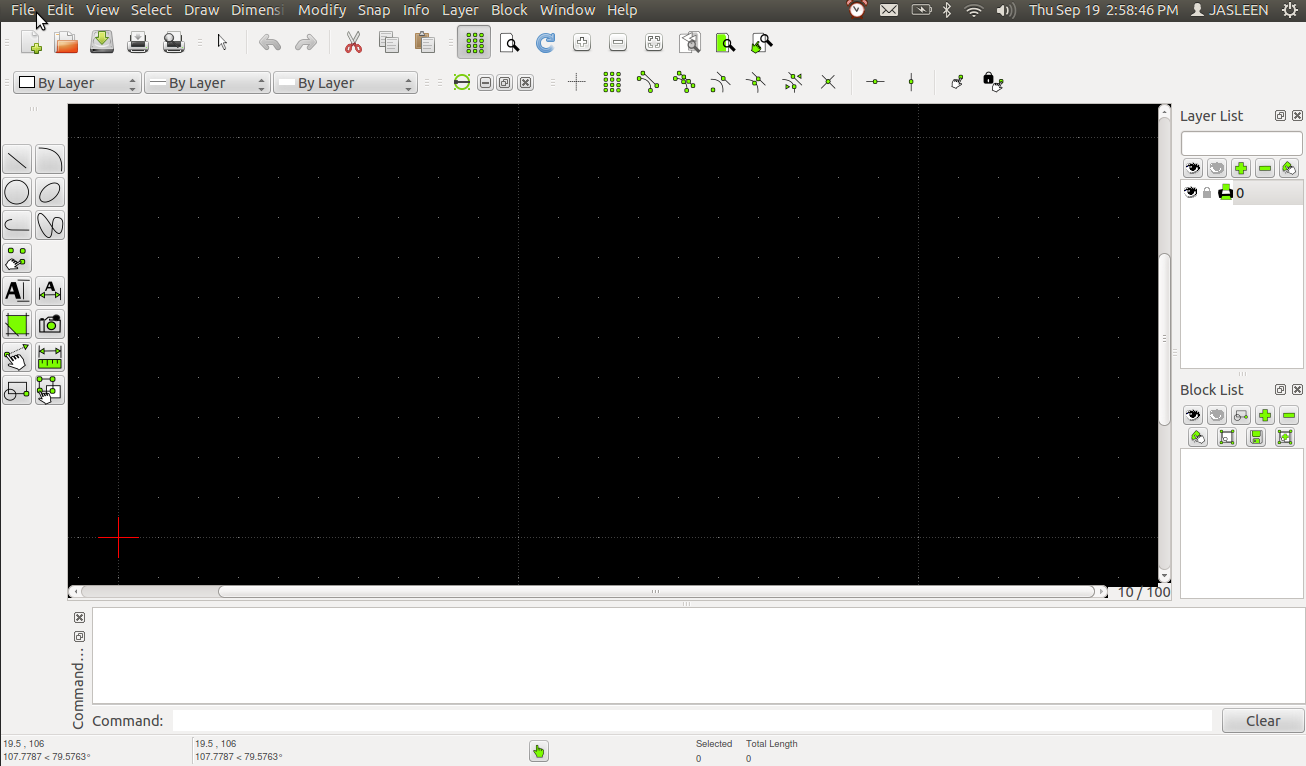 File Edit View Select Draw Dimensi Modify Snap Info Layer Block Window Help Thu Sep 19 2:58:46 PM JASLEEN
By Layer By Layer By Layer
Layer List
0
Block List
10 / 100
Command...
Command: Clear
19.5 , 106 19.5 , 106 Selected Total Length
107.7787 < 79.5763° 107.7787 < 79.5763° 0 0